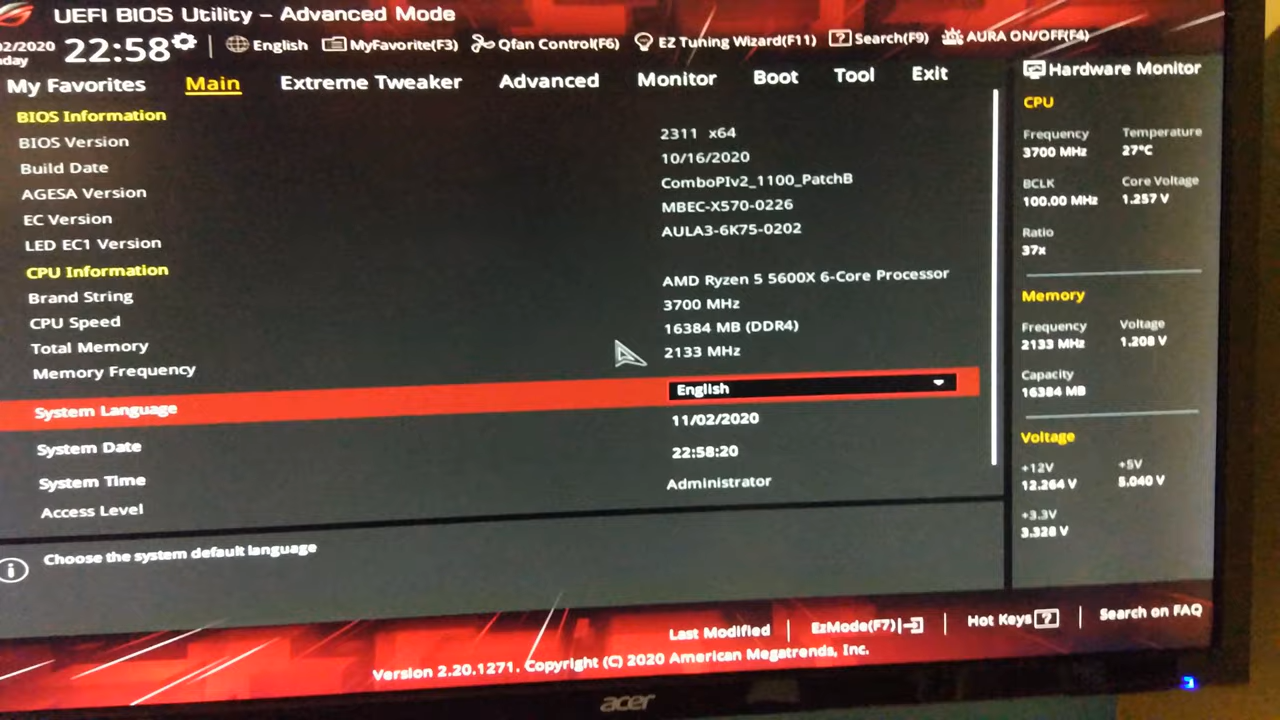 UEFI BIOS Utility – Advanced Mode
02/2020
day
22:58
English
MyFavorite(F3)
Qfan Control(F6)
EZ Tuning Wizard(F11)
Search(F9)
AURA ON/OFF(F4)
My Favorites
Main
Extreme Tweaker
Advanced
Monitor
Boot
Tool
Exit
BIOS Information
BIOS Version 2311 x64
Build Date 10/16/2020
AGESA Version ComboPIv2_1100_PatchB
EC Version MBEC-X570-0226
LED EC1 Version AULA3-6K75-0202
CPU Information
Brand String AMD Ryzen 5 5600X 6-Core Processor
CPU Speed 3700 MHz
Total Memory 16384 MB (DDR4)
Memory Frequency 2133 MHz
System Language English
System Date 11/02/2020
System Time 22:58:20
Access Level Administrator
Choose the system default language
Hardware Monitor
CPU
Frequency Temperature
3700 MHz 27°C
BCLK Core Voltage
100.00 MHz 1.257 V
Ratio
37x
Memory
Frequency Voltage
2133 MHz 1.208 V
Capacity
16384 MB
Voltage
+12V +5V
12.264 V 5.040 V
+3.3V
3.328 V
Last Modified
EzMode(F7)
Hot Keys ?
Search on FAQ
Version 2.20.1271. Copyright (C) 2020 American Megatrends, Inc.
acer